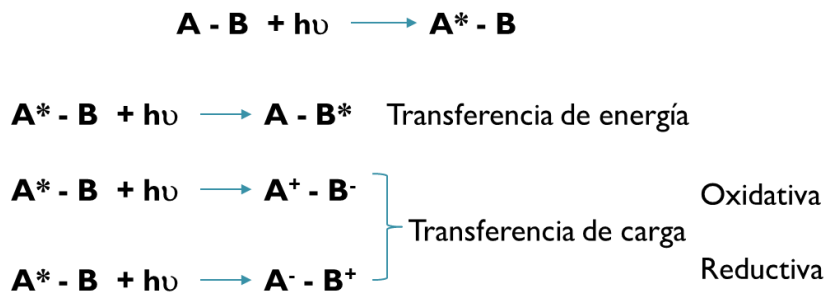 A - B + hυ ⟶ A* - B
A* - B + hυ ⟶ A - B* Transferencia de energía
A* - B + hυ ⟶ A⁺ - B⁻ Oxidativa
Transferencia de carga
A* - B + hυ ⟶ A⁻ - B⁺ Reductiva